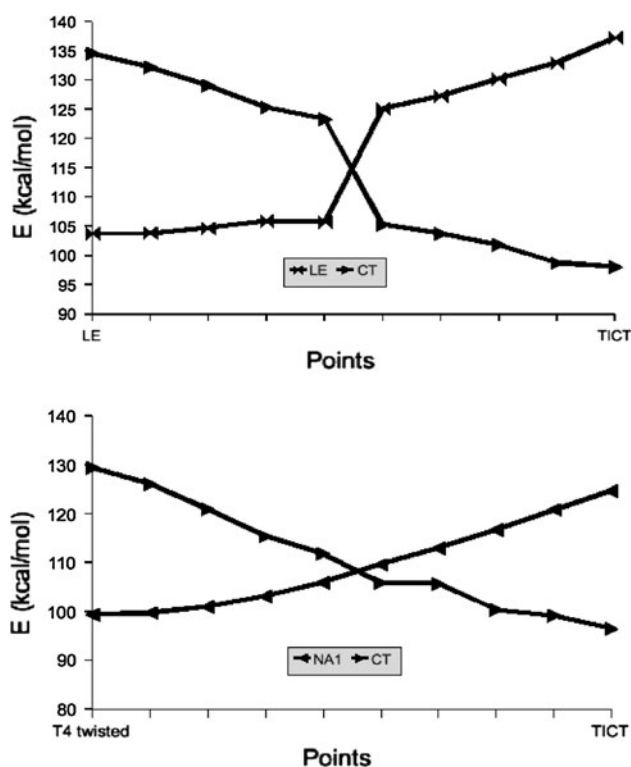 140
135
130
125
120
115
110
105
100
95
90
E (kcal/mol)
LE CT
LE TICT
Points
140
130
120
110
100
90
80
E (kcal/mol)
NA1 CT
T4 twisted TICT
Points